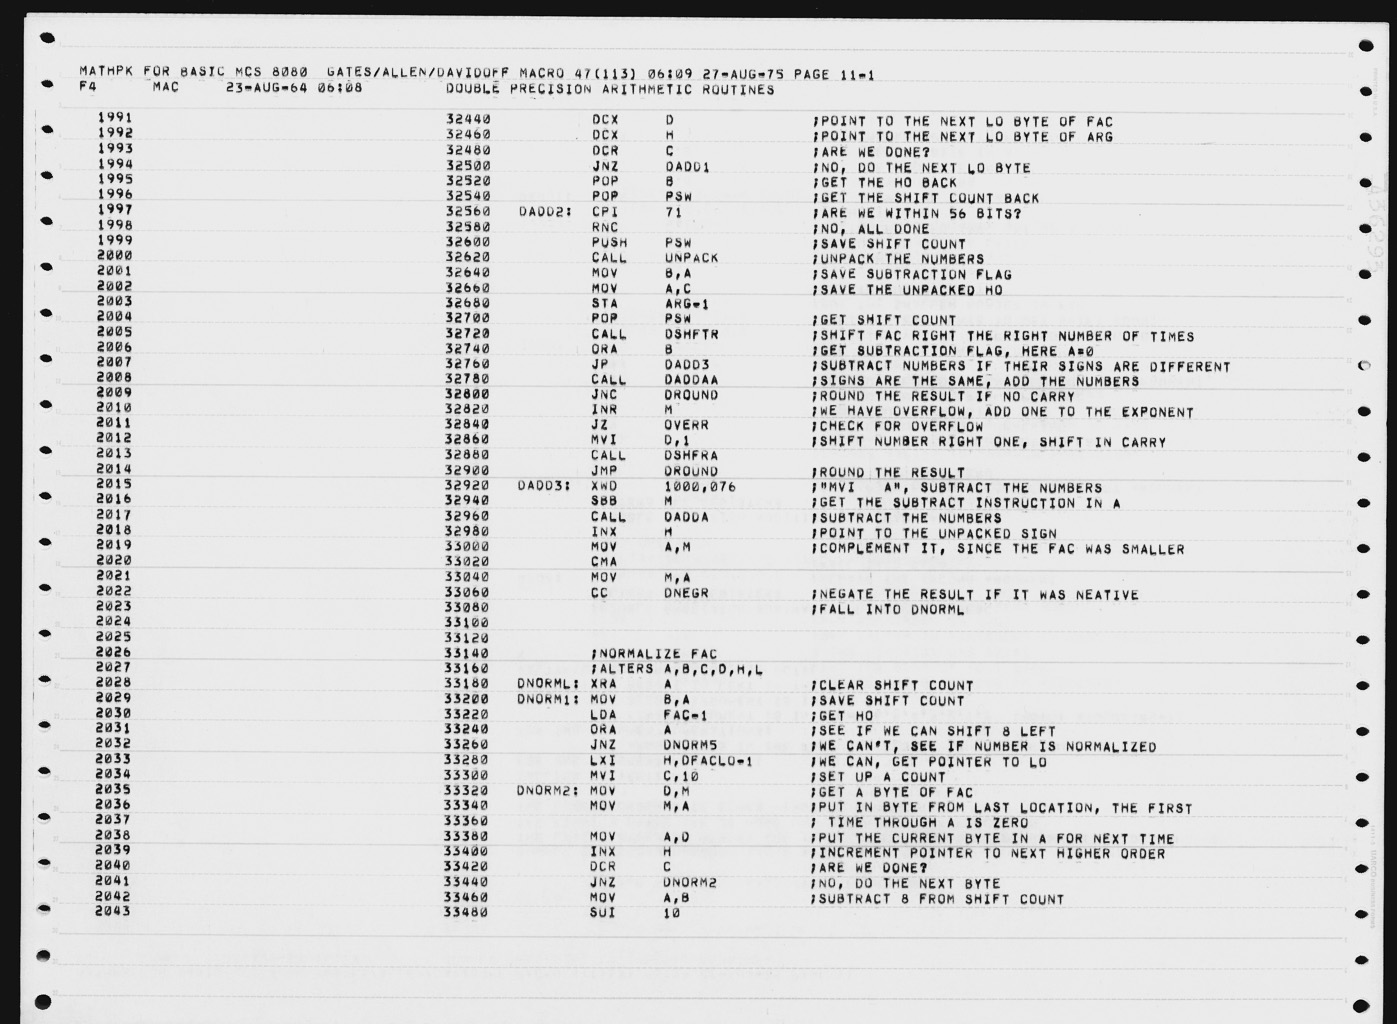 MATHPK FOR BASIC MCS 8080  GATES/ALLEN/DAVIDOFF MACRO 47(113) 06:09 27-AUG-75 PAGE 11-1
F4 MAC 23-AUG-64 06:08 DOUBLE PRECISION ARITHMETIC ROUTINES
1991 32440 DCX D ;POINT TO THE NEXT LO BYTE OF FAC
1992 32460 DCX H ;POINT TO THE NEXT LO BYTE OF ARG
1993 32480 DCR C ;ARE WE DONE?
1994 32500 JNZ DADD1 ;NO, DO THE NEXT LO BYTE
1995 32520 POP B ;GET THE HO BACK
1996 32540 POP PSW ;GET THE SHIFT COUNT BACK
1997 32560 DADD2: CPI 71 ;ARE WE WITHIN 56 BITS?
1998 32580 RNC ;NO, ALL DONE
1999 32600 PUSH PSW ;SAVE SHIFT COUNT
2000 32620 CALL UNPACK ;UNPACK THE NUMBERS
2001 32640 MOV B,A ;SAVE SUBTRACTION FLAG
2002 32660 MOV A,C ;SAVE THE UNPACKED HO
2003 32680 STA ARG-1
2004 32700 POP PSW ;GET SHIFT COUNT
2005 32720 CALL DSHFTR ;SHIFT FAC RIGHT THE RIGHT NUMBER OF TIMES
2006 32740 ORA B ;GET SUBTRACTION FLAG, HERE A=0
2007 32760 JP DADD3 ;SUBTRACT NUMBERS IF THEIR SIGNS ARE DIFFERENT
2008 32780 CALL DADDAA ;SIGNS ARE THE SAME, ADD THE NUMBERS
2009 32800 JNC DROUND ;ROUND THE RESULT IF NO CARRY
2010 32820 INR M ;WE HAVE OVERFLOW, ADD ONE TO THE EXPONENT
2011 32840 JZ OVERR ;CHECK FOR OVERFLOW
2012 32860 MVI D,1 ;SHIFT NUMBER RIGHT ONE, SHIFT IN CARRY
2013 32880 CALL DSHFRA
2014 32900 JMP DROUND ;ROUND THE RESULT
2015 32920 DADD3: XWD 1000,076 ;"MVI A", SUBTRACT THE NUMBERS
2016 32940 SBB M ;GET THE SUBTRACT INSTRUCTION IN A
2017 32960 CALL DADDA ;SUBTRACT THE NUMBERS
2018 32980 INX H ;POINT TO THE UNPACKED SIGN
2019 33000 MOV A,M ;COMPLEMENT IT, SINCE THE FAC WAS SMALLER
2020 33020 CMA
2021 33040 MOV M,A
2022 33060 CC DNEGR ;NEGATE THE RESULT IF IT WAS NEATIVE
2023 33080 ;FALL INTO DNORML
2024 33100
2025 33120
2026 33140 ;NORMALIZE FAC
2027 33160 ;ALTERS A,B,C,D,H,L
2028 33180 DNORML: XRA A ;CLEAR SHIFT COUNT
2029 33200 DNORM1: MOV B,A ;SAVE SHIFT COUNT
2030 33220 LDA FAC-1 ;GET HO
2031 33240 ORA A ;SEE IF WE CAN SHIFT 8 LEFT
2032 33260 JNZ DNORM5 ;WE CAN'T, SEE IF NUMBER IS NORMALIZED
2033 33280 LXI H,DFACLO-1 ;WE CAN, GET POINTER TO LO
2034 33300 MVI C,10 ;SET UP A COUNT
2035 33320 DNORM2: MOV D,M ;GET A BYTE OF FAC
2036 33340 MOV M,A ;PUT IN BYTE FROM LAST LOCATION, THE FIRST
2037 33360 ; TIME THROUGH A IS ZERO
2038 33380 MOV A,D ;PUT THE CURRENT BYTE IN A FOR NEXT TIME
2039 33400 INX H ;INCREMENT POINTER TO NEXT HIGHER ORDER
2040 33420 DCR C ;ARE WE DONE?
2041 33440 JNZ DNORM2 ;NO, DO THE NEXT BYTE
2042 33460 MOV A,B ;SUBTRACT 8 FROM SHIFT COUNT
2043 33480 SUI 10